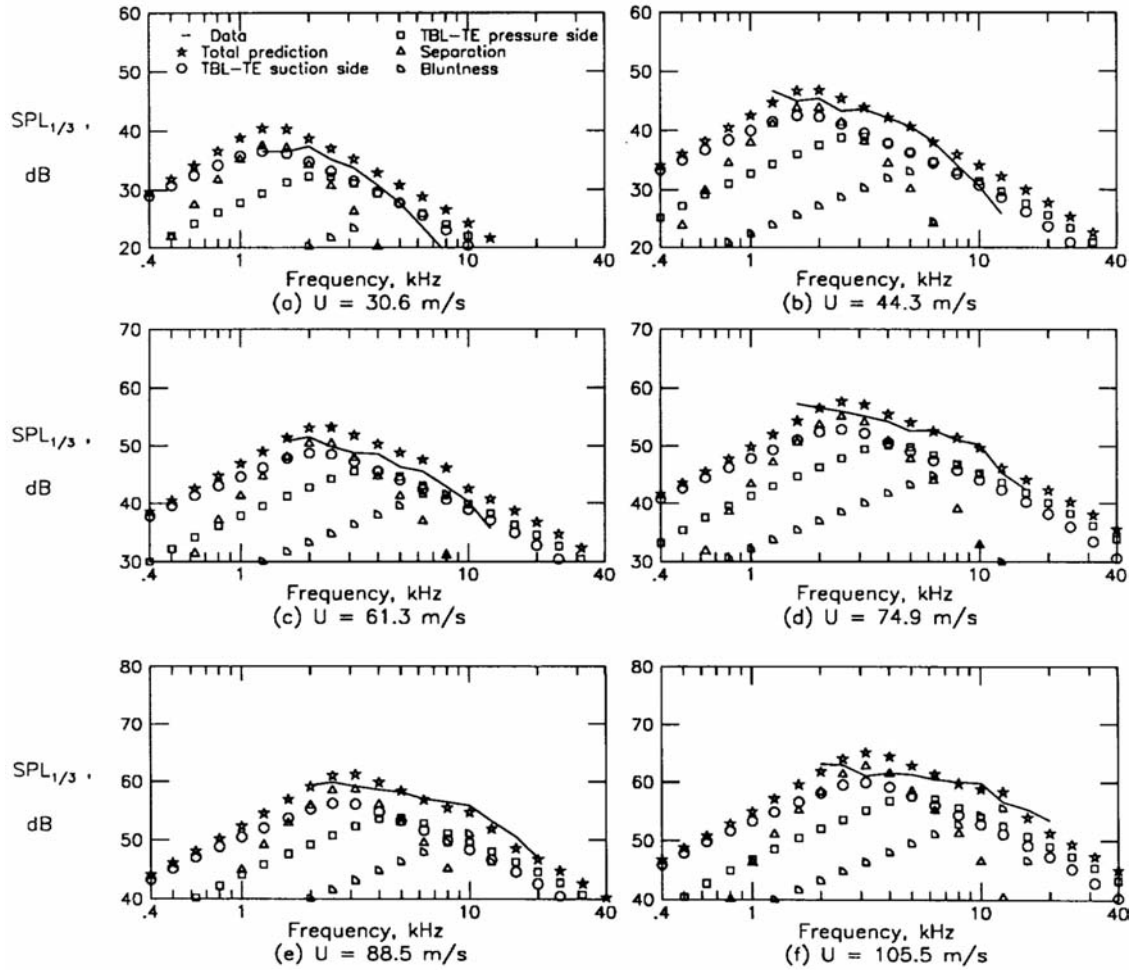 — Data
★ Total prediction
○ TBL-TE suction side
□ TBL-TE pressure side
△ Separation
◺ Bluntness
60
50
SPL1/3 ,
40
dB
30
20
.4 1 10 40
Frequency, kHz
(a) U = 30.6 m/s
60
50
40
30
20
.4 1 10 40
Frequency, kHz
(b) U = 44.3 m/s
70
60
SPL1/3 ,
50
dB
40
30
.4 1 10 40
Frequency, kHz
(c) U = 61.3 m/s
70
60
50
40
30
.4 1 10 40
Frequency, kHz
(d) U = 74.9 m/s
80
70
SPL1/3 ,
60
dB
50
40
.4 1 10 40
Frequency, kHz
(e) U = 88.5 m/s
80
70
60
50
40
.4 1 10 40
Frequency, kHz
(f) U = 105.5 m/s